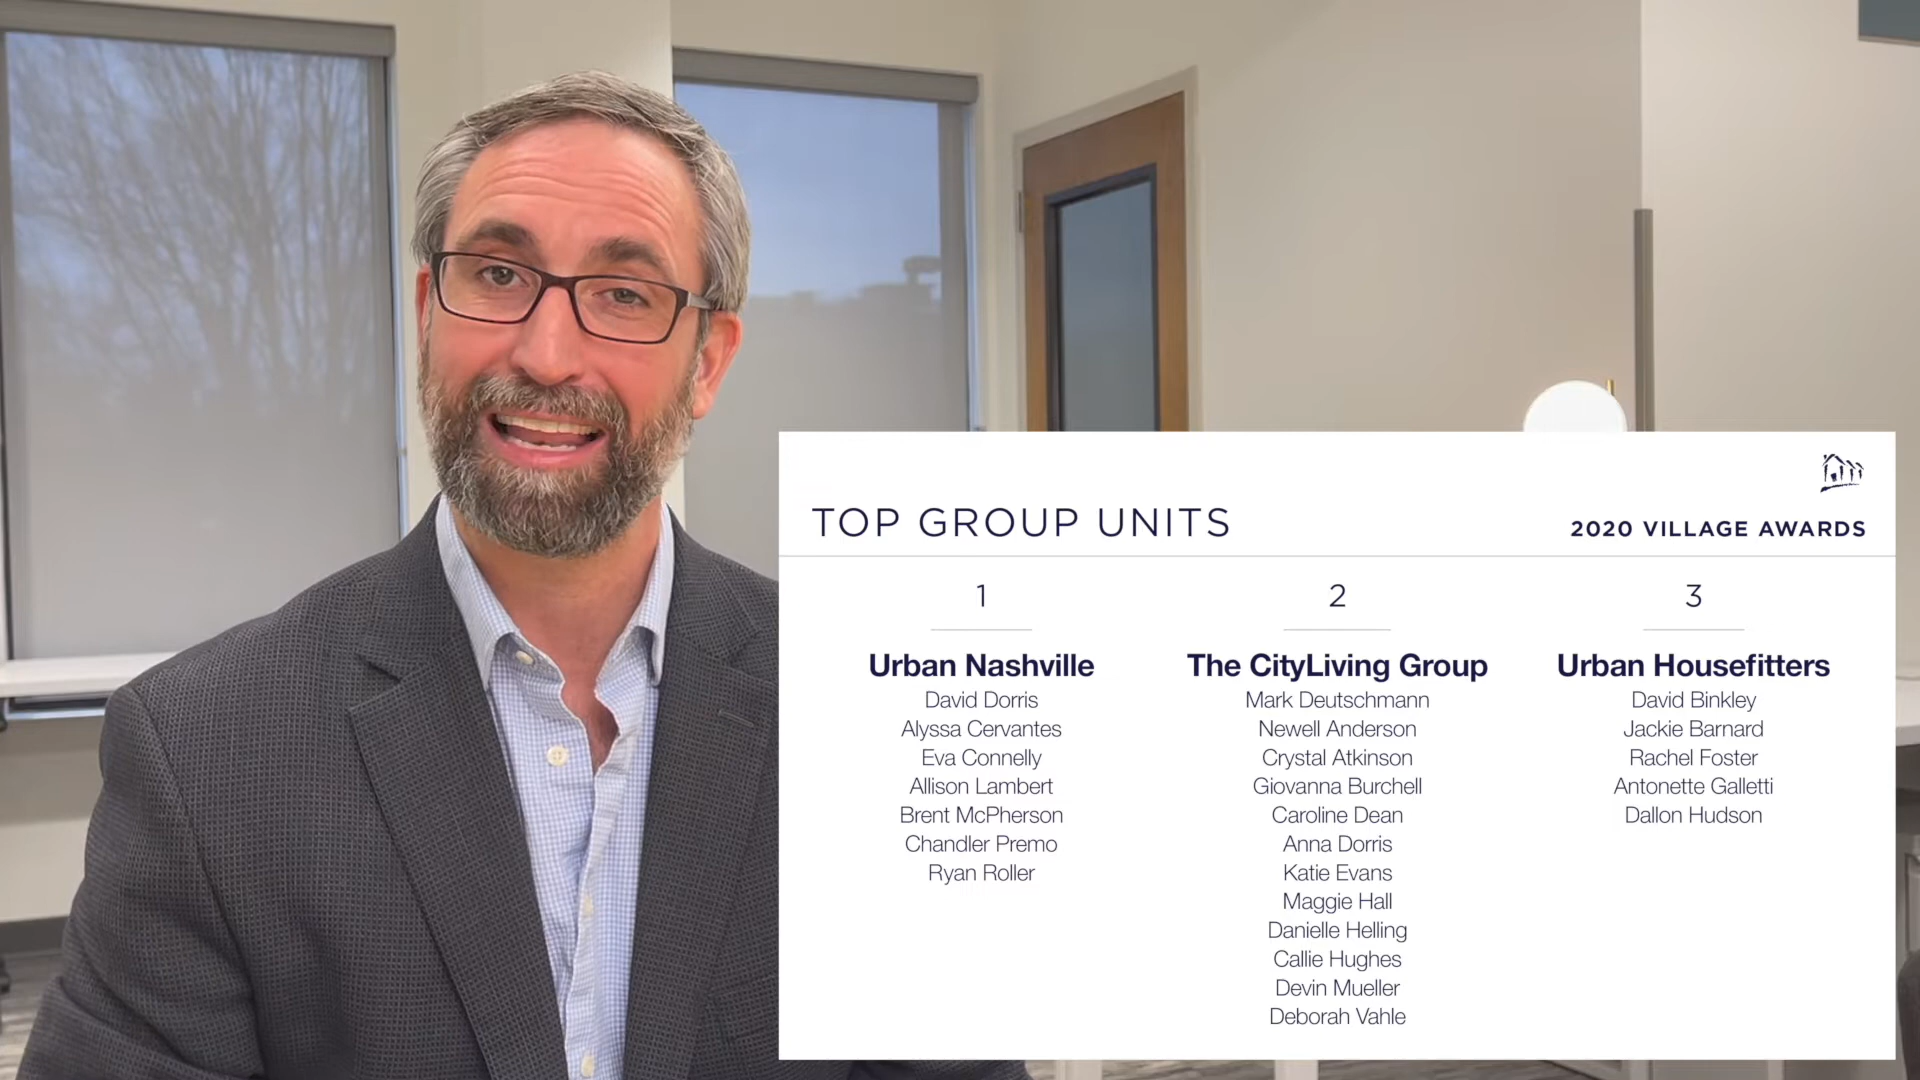 TOP GROUP UNITS
2020 VILLAGE AWARDS
1
Urban Nashville
David Dorris
Alyssa Cervantes
Eva Connelly
Allison Lambert
Brent McPherson
Chandler Premo
Ryan Roller
2
The CityLiving Group
Mark Deutschmann
Newell Anderson
Crystal Atkinson
Giovanna Burchell
Caroline Dean
Anna Dorris
Katie Evans
Maggie Hall
Danielle Helling
Callie Hughes
Devin Mueller
Deborah Vahle
3
Urban Housefitters
David Binkley
Jackie Barnard
Rachel Foster
Antonette Galletti
Dallon Hudson